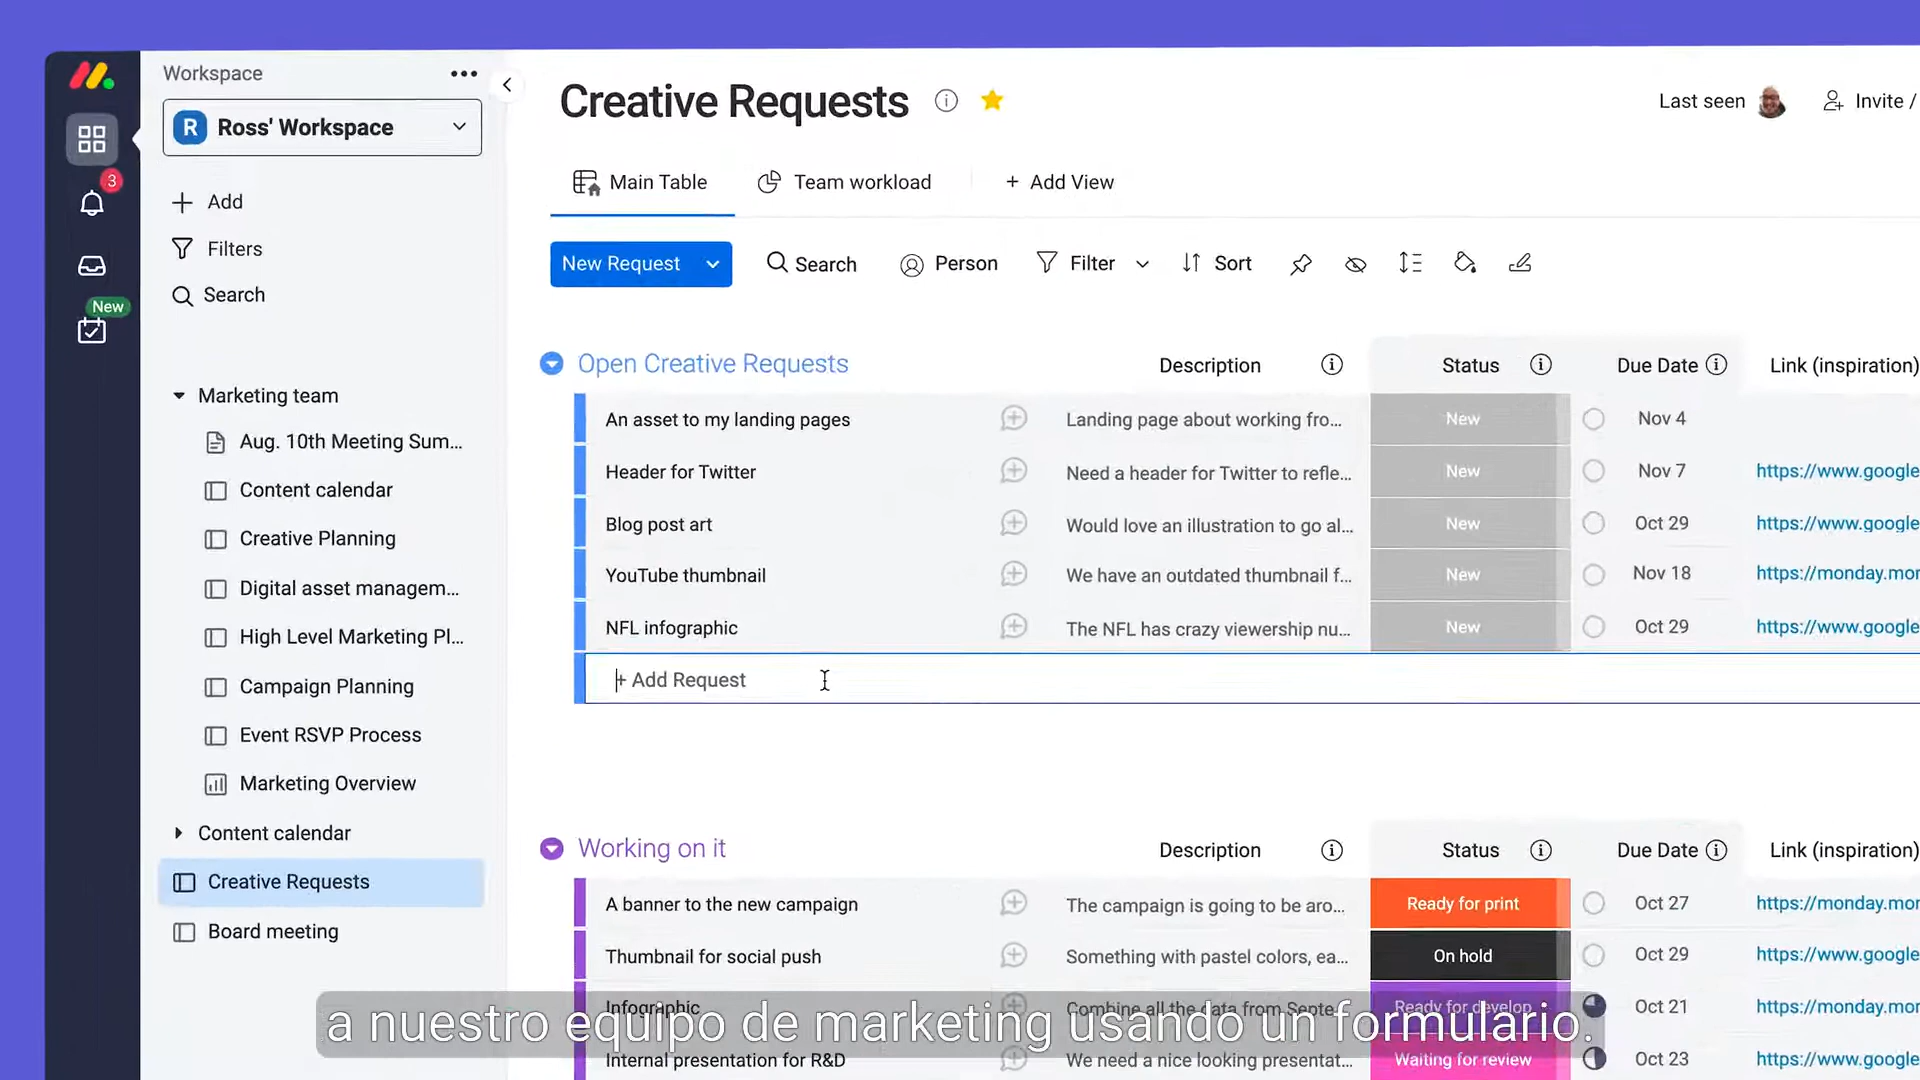 Workspace
R Ross' Workspace
3
New
Add
Filters
Search
Marketing team
Aug. 10th Meeting Sum...
Content calendar
Creative Planning
Digital asset managem...
High Level Marketing Pl...
Campaign Planning
Event RSVP Process
Marketing Overview
Content calendar
Creative Requests
Board meeting
Creative Requests
Last seen
Invite /
Main Table
Team workload
+ Add View
New Request
Search
Person
Filter
Sort
Open Creative Requests Description Status Due Date Link (inspiration)
An asset to my landing pages Landing page about working fro... New Nov 4
Header for Twitter Need a header for Twitter to refle... New Nov 7 https://www.google
Blog post art Would love an illustration to go al... New Oct 29 https://www.google
YouTube thumbnail We have an outdated thumbnail f... New Nov 18 https://monday.mor
NFL infographic The NFL has crazy viewership nu... New Oct 29 https://www.google
+ Add Request
Working on it Description Status Due Date Link (inspiration)
A banner to the new campaign The campaign is going to be aro... Ready for print Oct 27 https://monday.mor
Thumbnail for social push Something with pastel colors, ea... On hold Oct 29 https://www.google
Infographic Combine all the data from Septe... Ready for develop Oct 21 https://monday.mor
a nuestro equipo de marketing usando un formulario.
Internal presentation for R&D We need a nice looking presentat... Waiting for review Oct 23 https://www.google